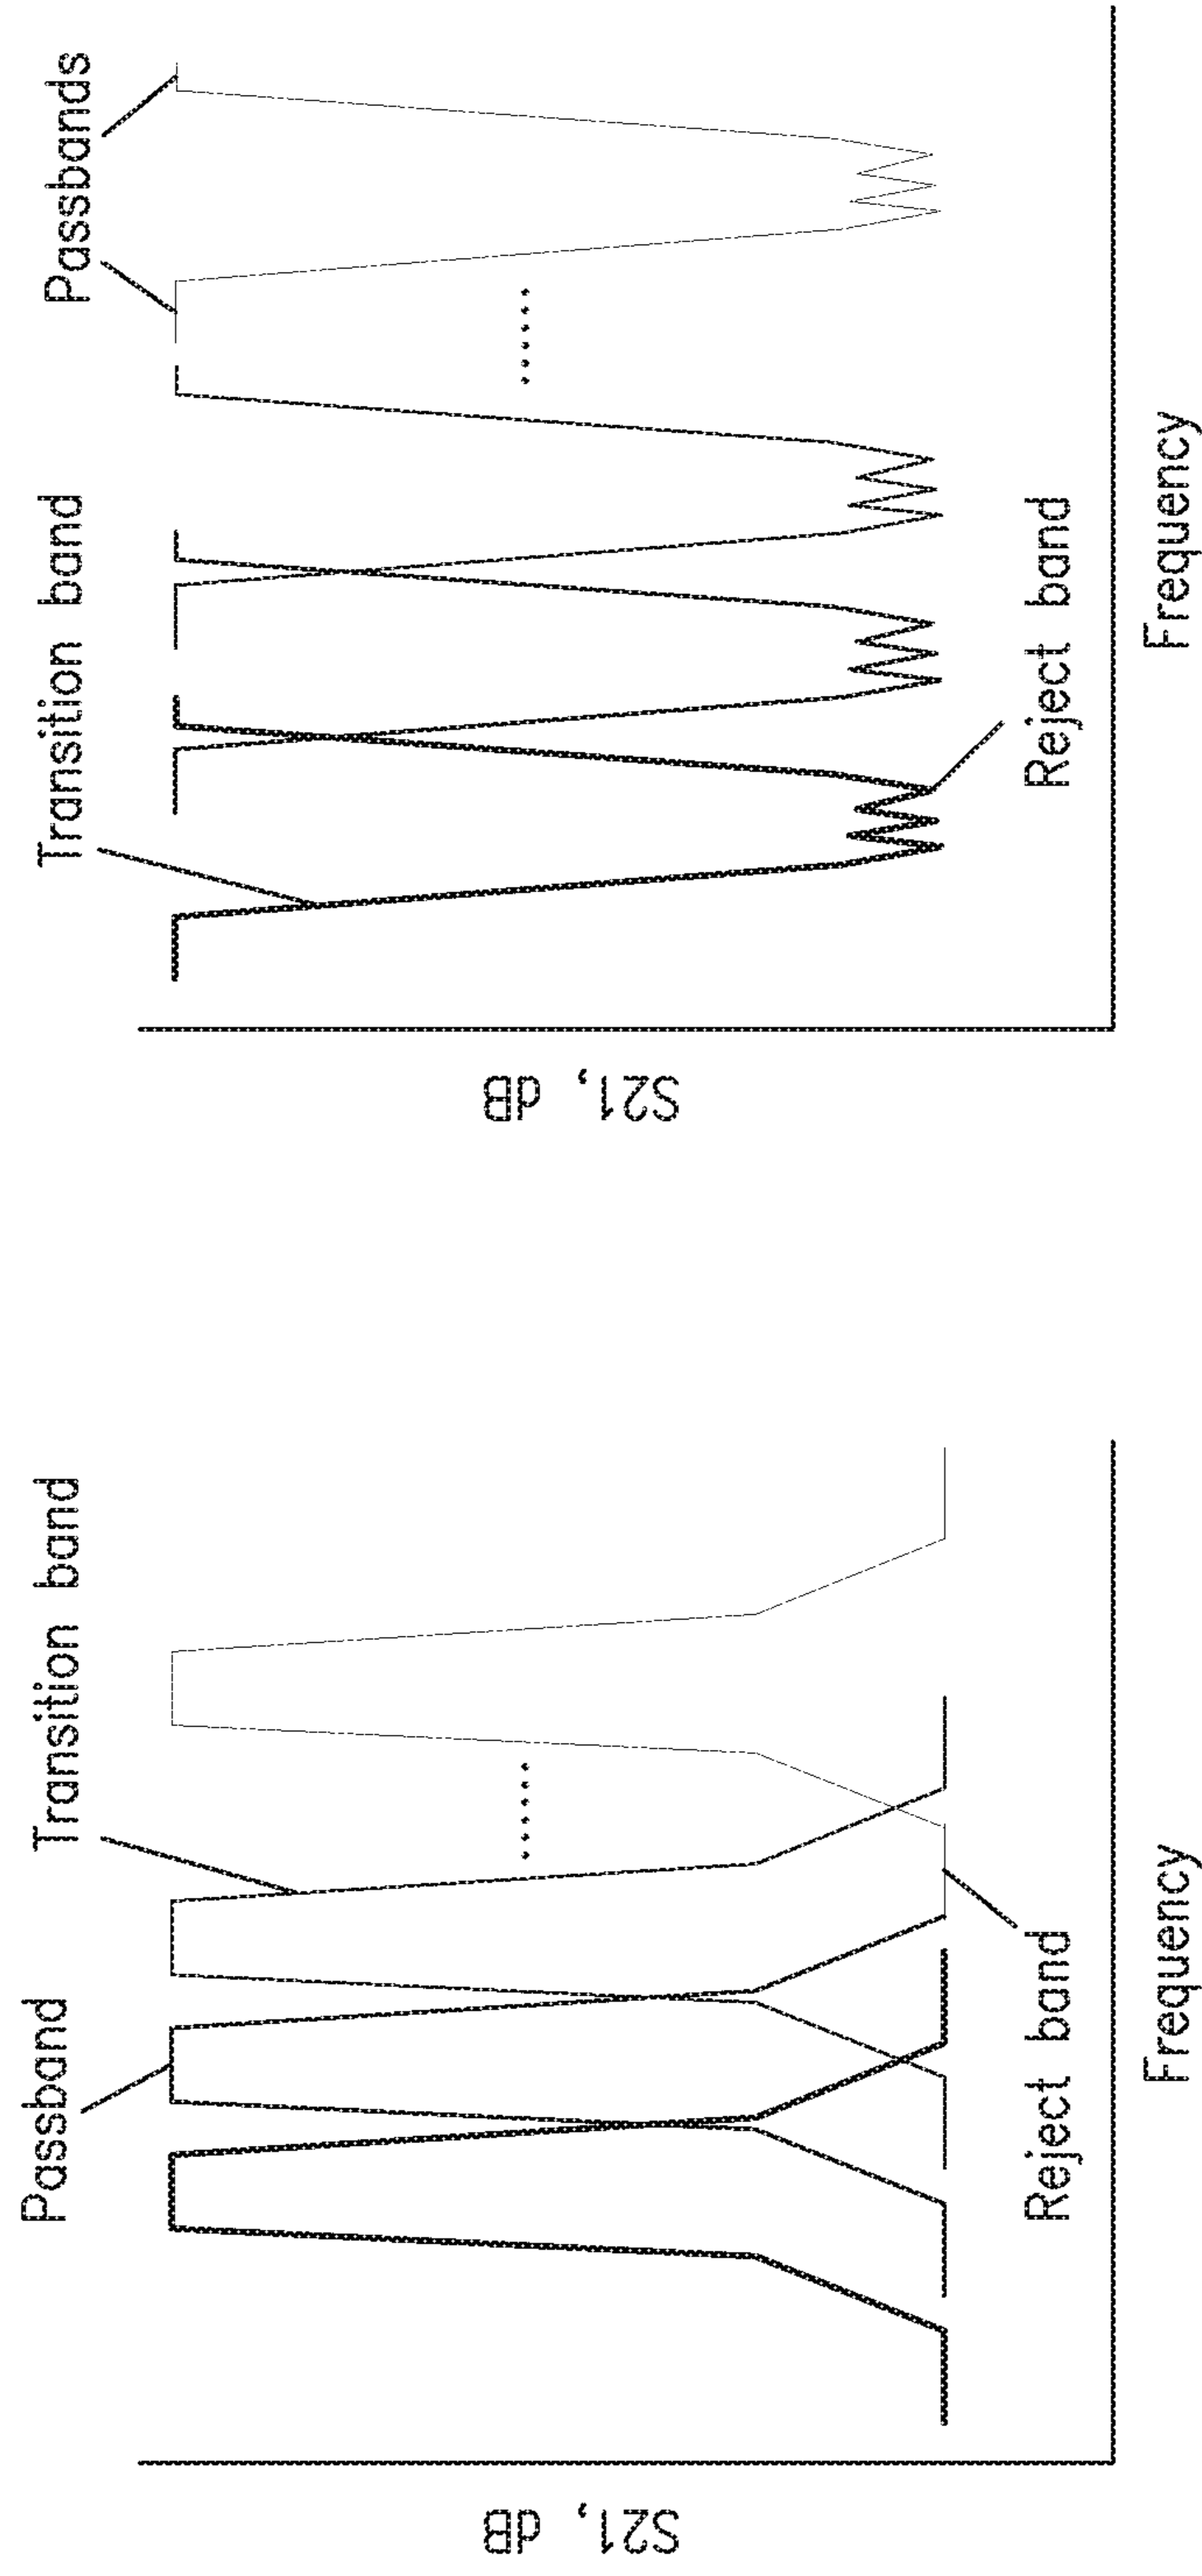 Passband
Transition band
S21, dB
......
Reject band
Frequency
Transition band
Passbands
S21, dB
......
Reject band
Frequency